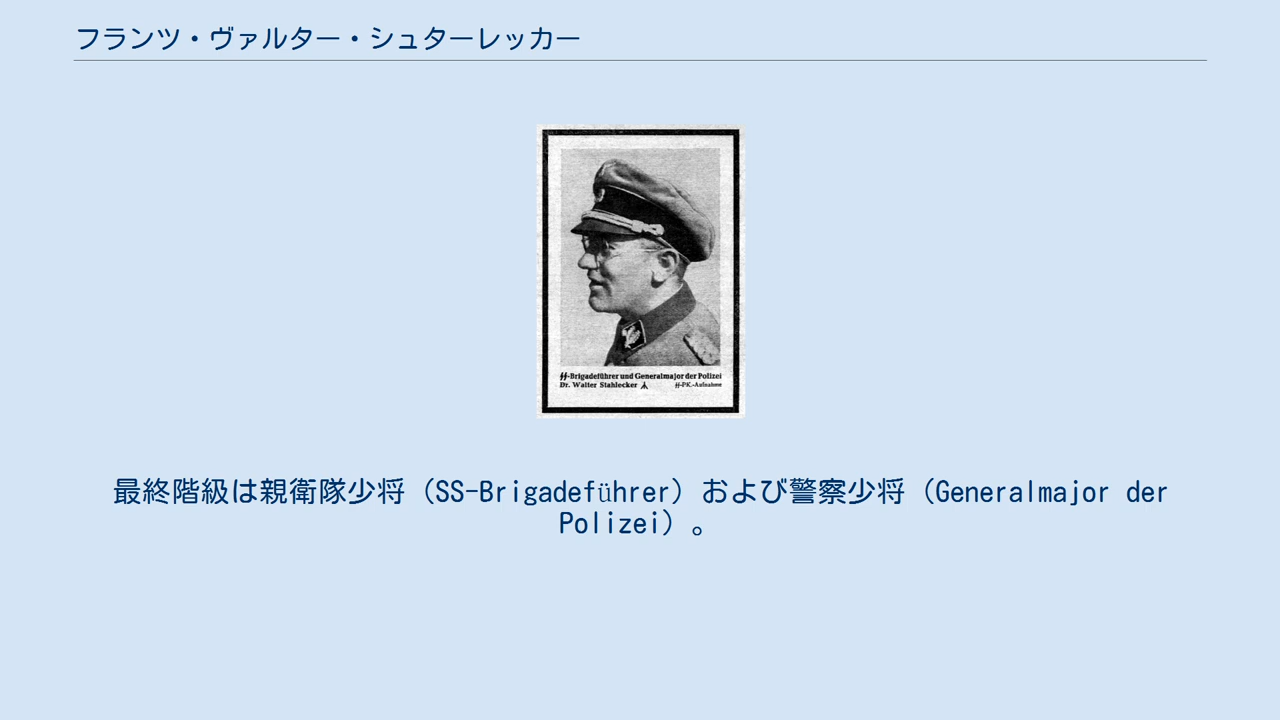 フランツ・ヴァルター・シュターレッカー
ᛋᛋ-Brigadeführer und Generalmajor der Polizei
Dr. Walter Stahlecker ᛦ ᛋᛋ-PK.-Aufnahme
最終階級は親衛隊少将（SS-Brigadeführer）および警察少将（Generalmajor der
Polizei）。